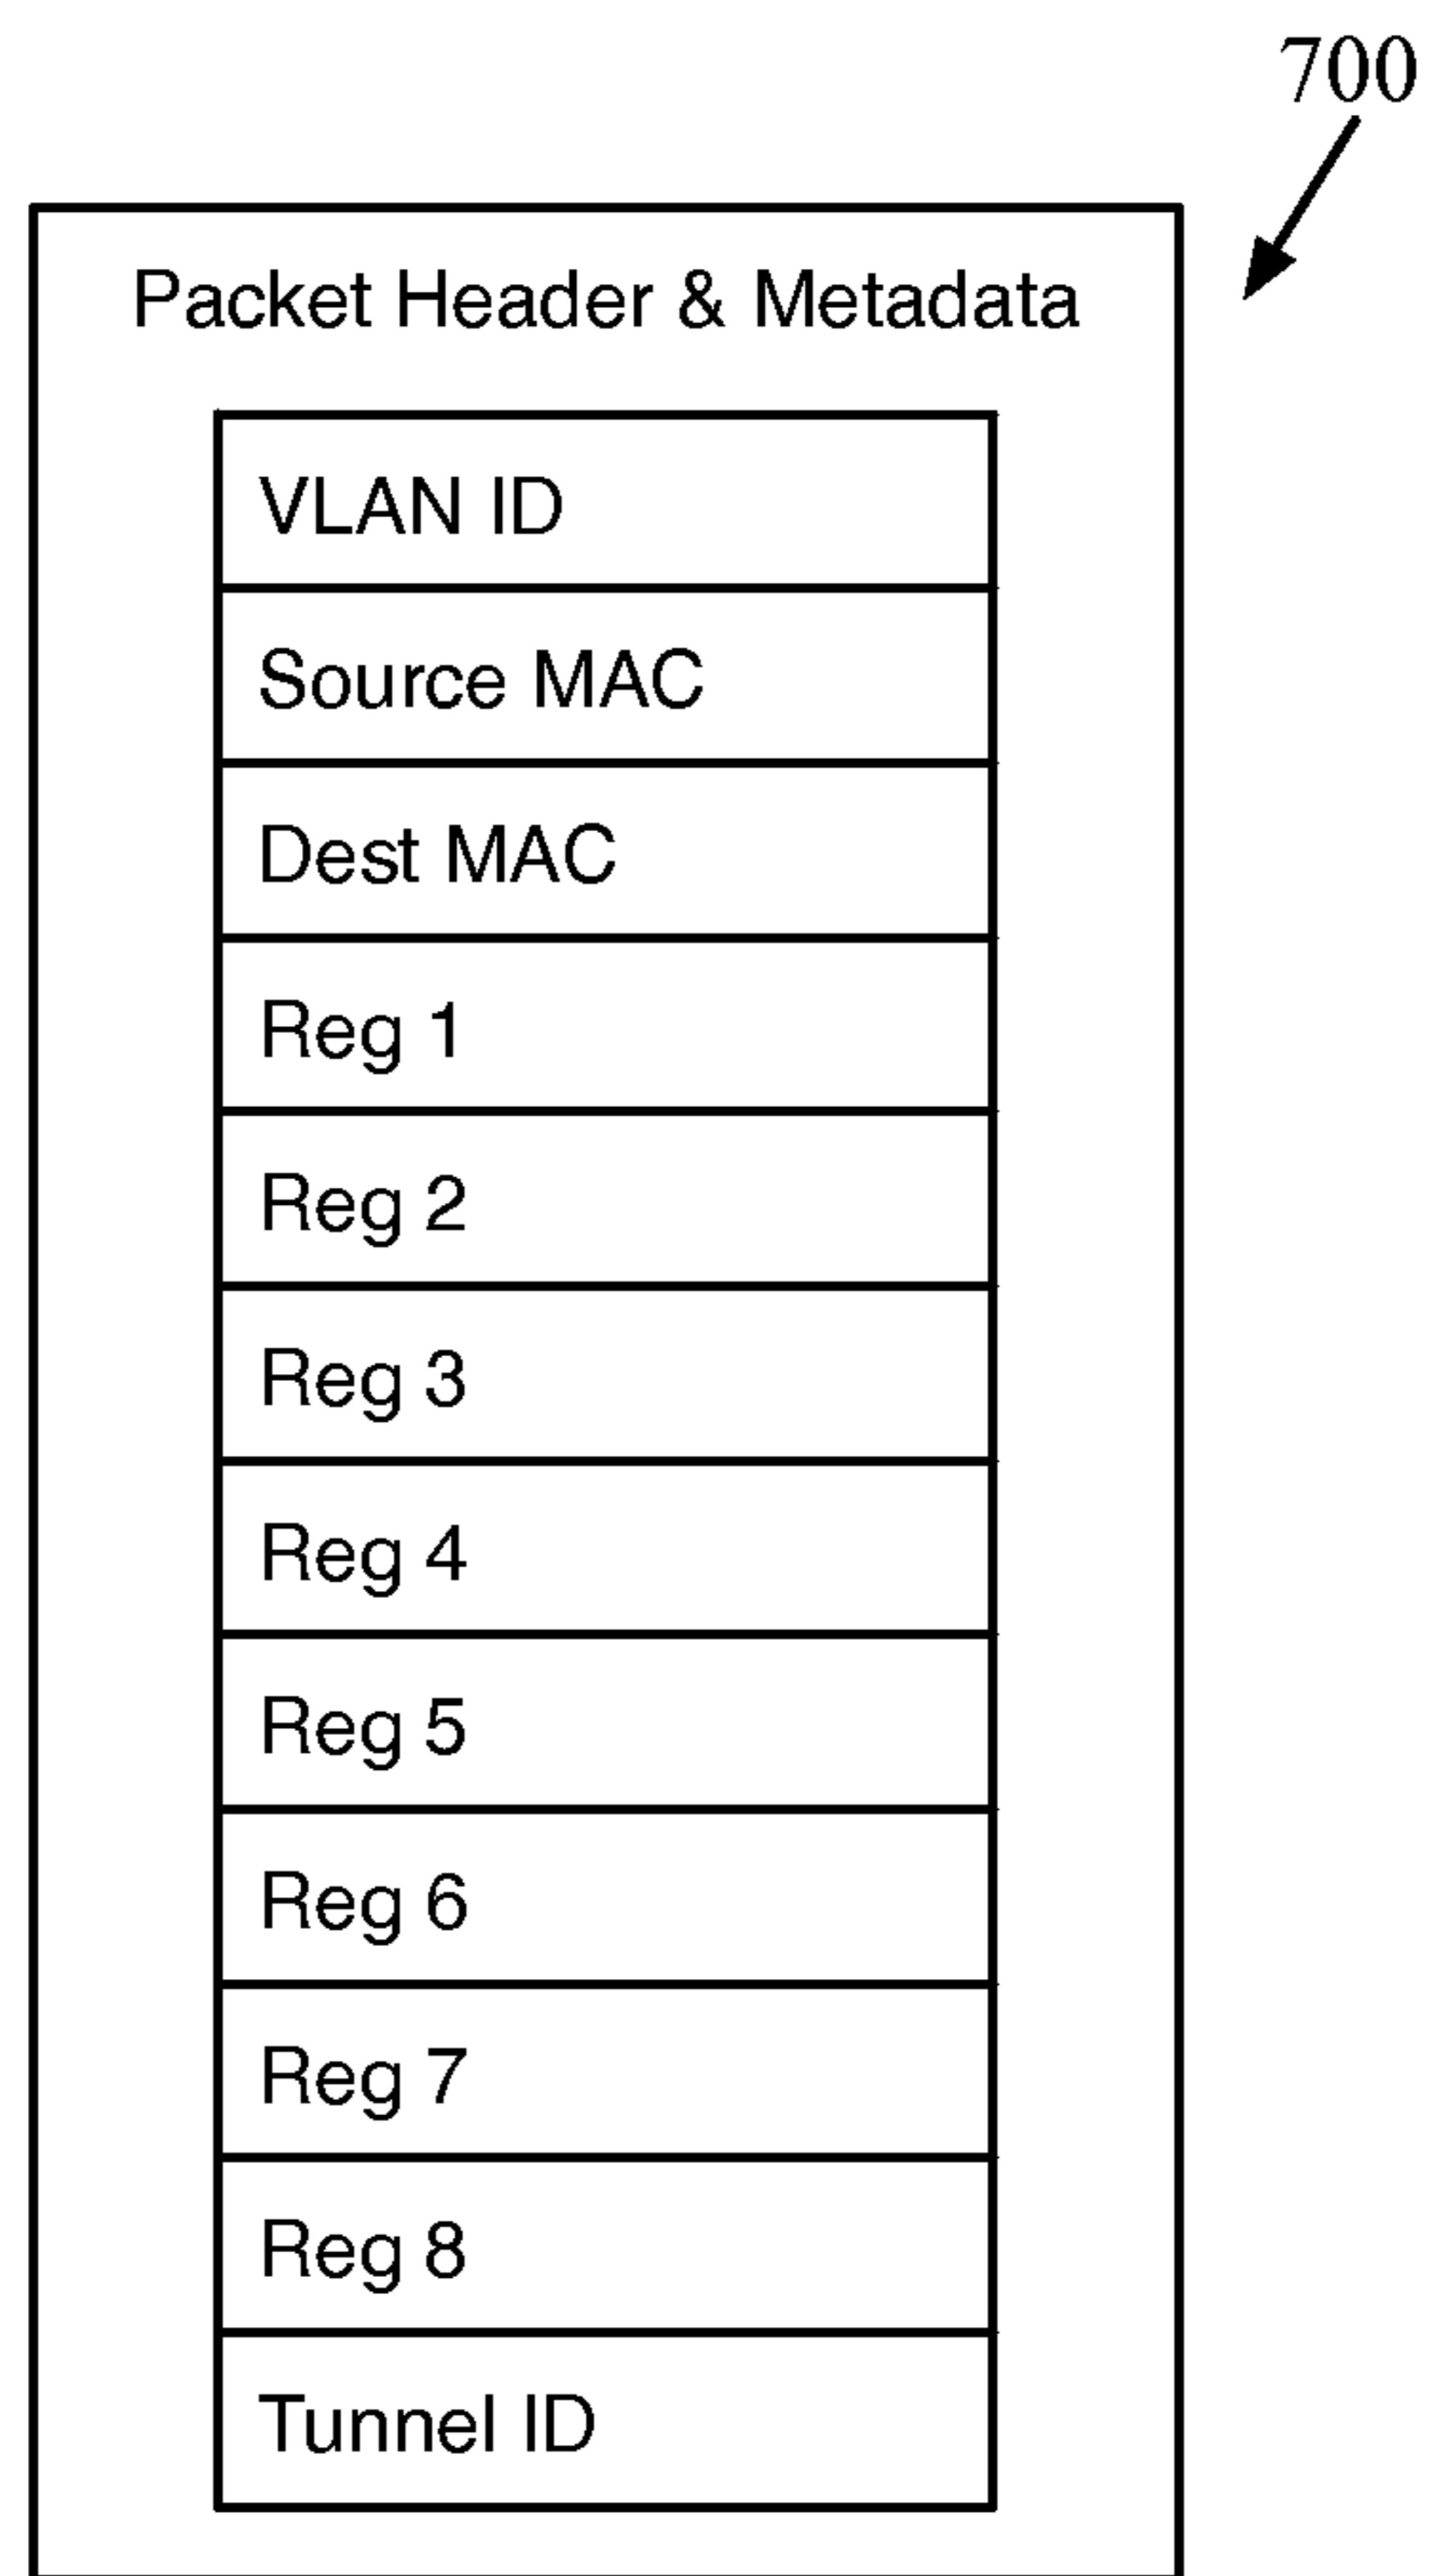 700
Packet Header & Metadata
VLAN ID
Source MAC
Dest MAC
Reg 1
Reg 2
Reg 3
Reg 4
Reg 5
Reg 6
Reg 7
Reg 8
Tunnel ID